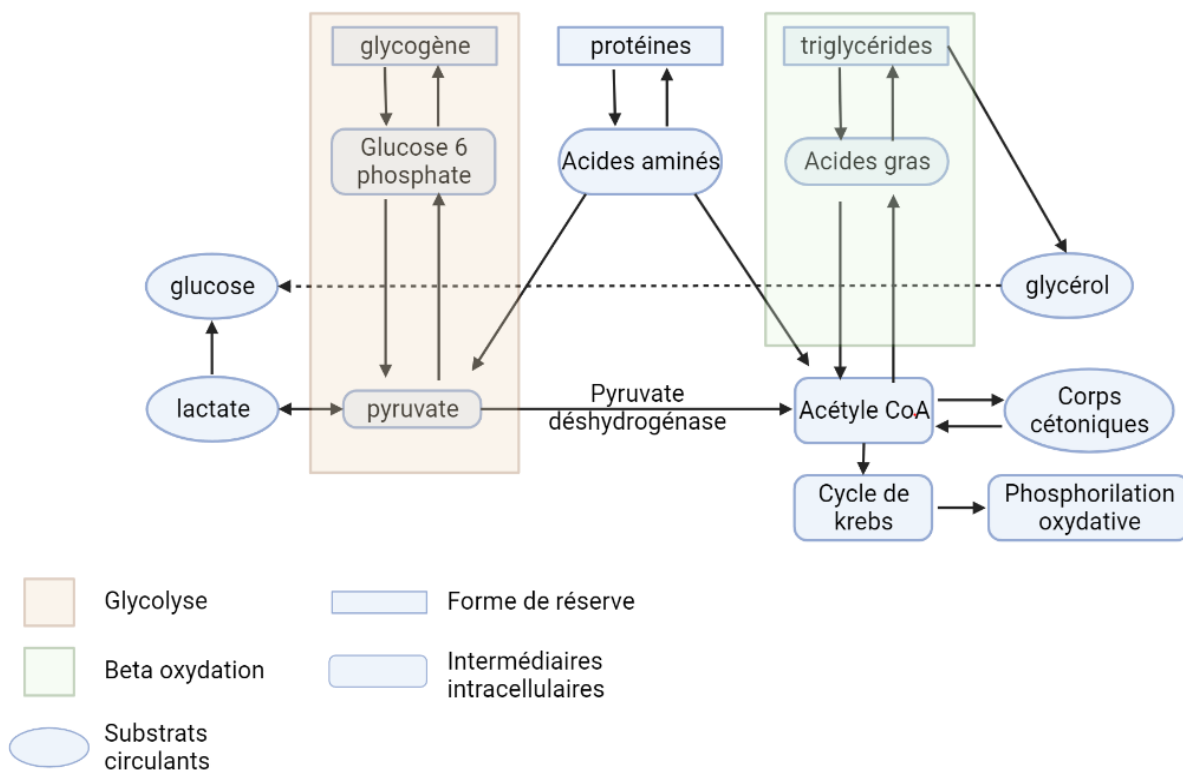 glycogène
protéines
triglycérides
Glucose 6
phosphate
Acides aminés
Acides gras
glucose
glycérol
lactate
pyruvate
Pyruvate
déshydrogénase
Acétyle CoA
Corps
cétoniques
Cycle de
krebs
Phosphorilation
oxydative
Glycolyse
Forme de réserve
Beta oxydation
Intermédiaires
intracellulaires
Substrats
circulants